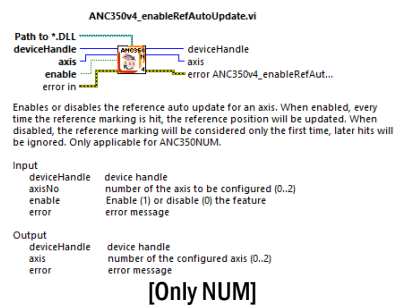 ANC350v4_enableRefAutoUpdate.vi
Path to *.DLL
deviceHandle
deviceHandle
axis
axis
enable
error ANC350v4_enableRefAut...
error in
Enables or disables the reference auto update for an axis. When enabled, every
time the reference marking is hit, the reference position will be updated. When
disabled, the reference marking will be considered only the first time, later hits will
be ignored. Only applicable for ANC350NUM.
Input
deviceHandle device handle
axisNo number of the axis to be configured (0..2)
enable Enable (1) or disable (0) the feature
error error message
Output
deviceHandle device handle
axis number of the configured axis (0..2)
error error message
[Only NUM]